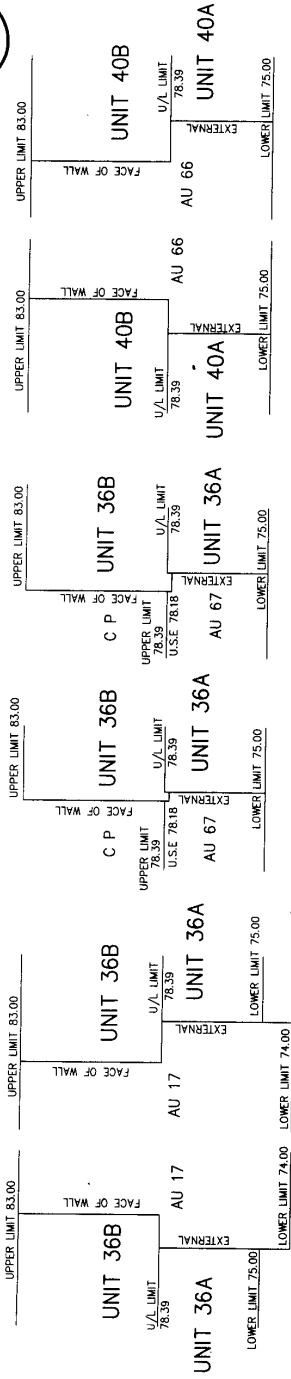 UPPER LIMIT 83.00
UNIT 36B
FACE OF WALL
U/L LIMIT
78.39
AU 17
UNIT 36A
EXTERNAL
LOWER LIMIT 75.00
LOWER LIMIT 74.00
UPPER LIMIT 83.00
FACE OF WALL
UNIT 36B
U/L LIMIT
78.39
AU 17
EXTERNAL
UNIT 36A
LOWER LIMIT 75.00
LOWER LIMIT 74.00
UPPER LIMIT 83.00
FACE OF WALL
C P
UNIT 36B
UPPER LIMIT
78.39
U/L LIMIT
78.39
U.S.E 78.18
AU 67
EXTERNAL
UNIT 36A
LOWER LIMIT 75.00
UPPER LIMIT 83.00
FACE OF WALL
C P
UNIT 36B
UPPER LIMIT
78.39
U/L LIMIT
78.39
U.S.E 78.18
AU 67
EXTERNAL
UNIT 36A
LOWER LIMIT 75.00
UPPER LIMIT 83.00
UNIT 40B
FACE OF WALL
U/L LIMIT
78.39
AU 66
UNIT 40A
EXTERNAL
LOWER LIMIT 75.00
UPPER LIMIT 83.00
FACE OF WALL
UNIT 40B
U/L LIMIT
78.39
AU 66
EXTERNAL
UNIT 40A
LOWER LIMIT 75.00